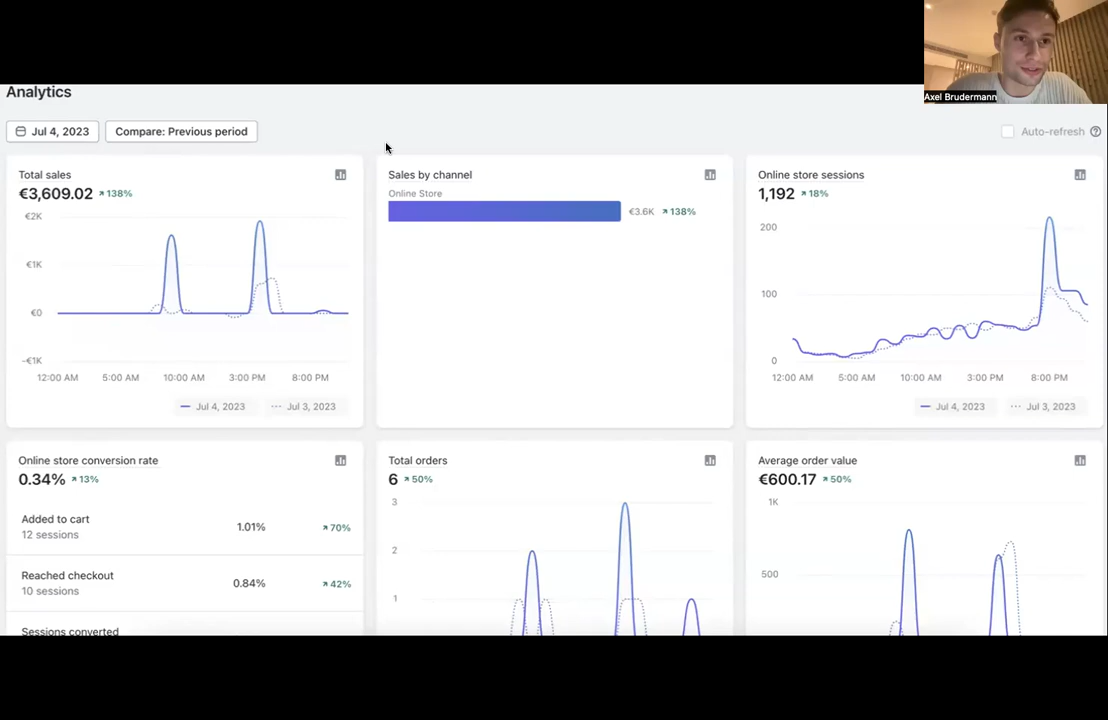 Axel Brudermann
Analytics
Jul 4, 2023
Compare: Previous period
Auto-refresh
Total sales
€3,609.02 ↗ 138%
€2K
€1K
€0
-€1K
12:00 AM 5:00 AM 10:00 AM 3:00 PM 8:00 PM
Jul 4, 2023 Jul 3, 2023
Sales by channel
Online Store
€3.6K ↗ 138%
Online store sessions
1,192 ↗ 18%
200
100
0
12:00 AM 5:00 AM 10:00 AM 3:00 PM 8:00 PM
Jul 4, 2023 Jul 3, 2023
Online store conversion rate
0.34% ↗ 13%
Added to cart
12 sessions
1.01% ↗ 70%
Reached checkout
10 sessions
0.84% ↗ 42%
Sessions converted
Total orders
6 ↗ 50%
3
2
1
Average order value
€600.17 ↗ 50%
1K
500